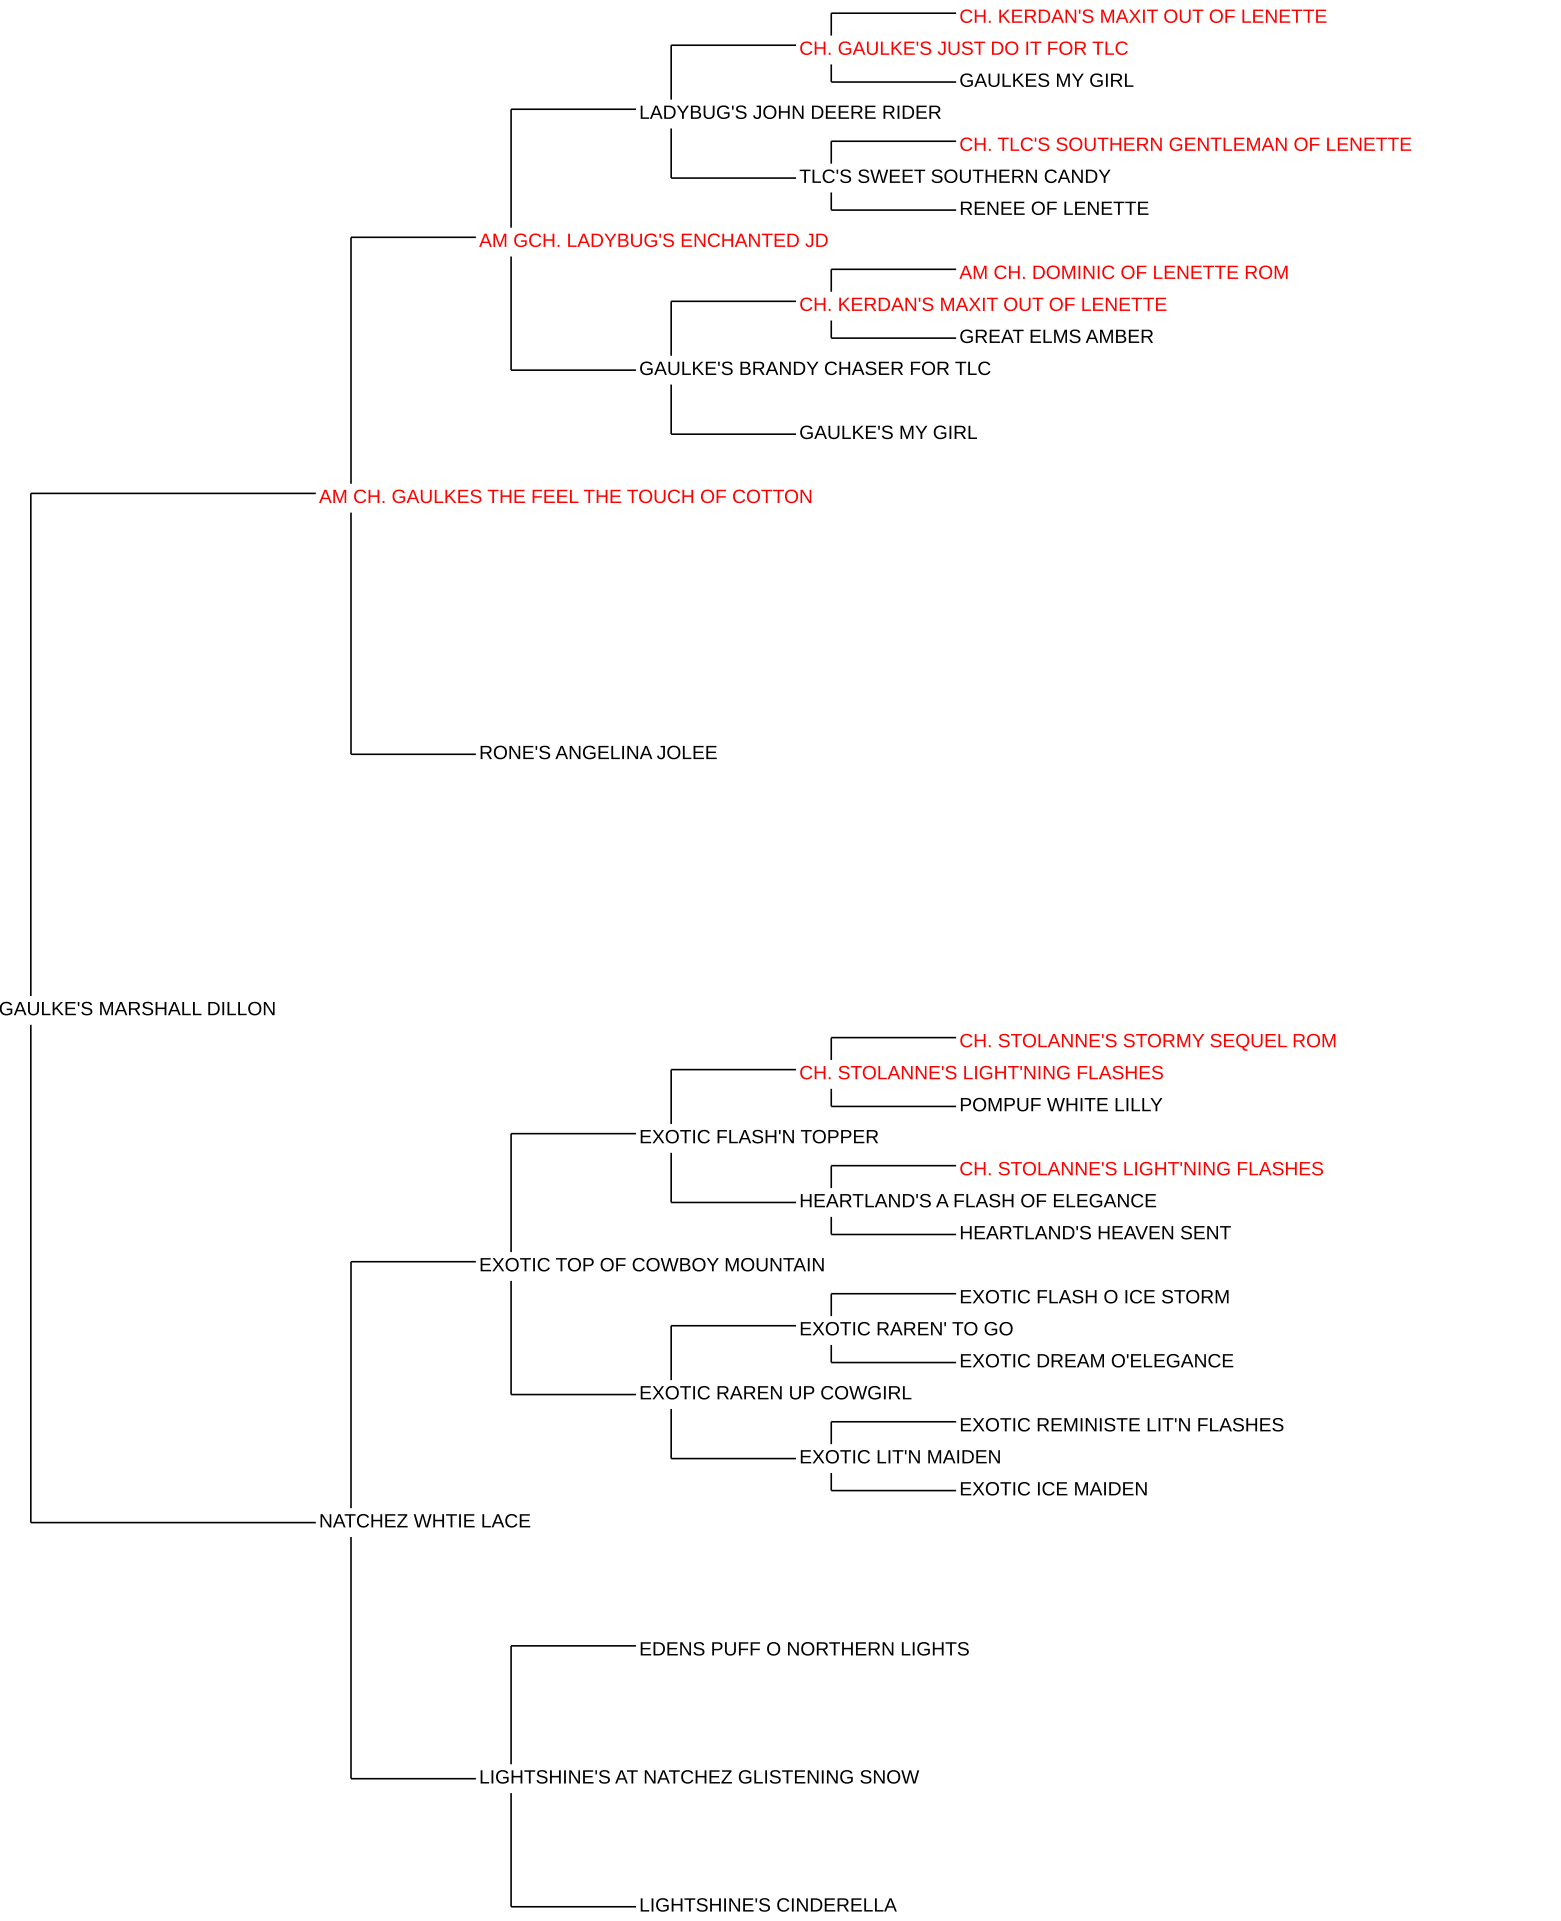 CH. KERDAN'S MAXIT OUT OF LENETTE
CH. GAULKE'S JUST DO IT FOR TLC
GAULKES MY GIRL
LADYBUG'S JOHN DEERE RIDER
CH. TLC'S SOUTHERN GENTLEMAN OF LENETTE
TLC'S SWEET SOUTHERN CANDY
RENEE OF LENETTE
AM GCH. LADYBUG'S ENCHANTED JD
AM CH. DOMINIC OF LENETTE ROM
CH. KERDAN'S MAXIT OUT OF LENETTE
GREAT ELMS AMBER
GAULKE'S BRANDY CHASER FOR TLC
GAULKE'S MY GIRL
AM CH. GAULKES THE FEEL THE TOUCH OF COTTON
RONE'S ANGELINA JOLEE
GAULKE'S MARSHALL DILLON
CH. STOLANNE'S STORMY SEQUEL ROM
CH. STOLANNE'S LIGHT'NING FLASHES
POMPUF WHITE LILLY
EXOTIC FLASH'N TOPPER
CH. STOLANNE'S LIGHT'NING FLASHES
HEARTLAND'S A FLASH OF ELEGANCE
HEARTLAND'S HEAVEN SENT
EXOTIC TOP OF COWBOY MOUNTAIN
EXOTIC FLASH O ICE STORM
EXOTIC RAREN' TO GO
EXOTIC DREAM O'ELEGANCE
EXOTIC RAREN UP COWGIRL
EXOTIC REMINISTE LIT'N FLASHES
EXOTIC LIT'N MAIDEN
EXOTIC ICE MAIDEN
NATCHEZ WHTIE LACE
EDENS PUFF O NORTHERN LIGHTS
LIGHTSHINE'S AT NATCHEZ GLISTENING SNOW
LIGHTSHINE'S CINDERELLA